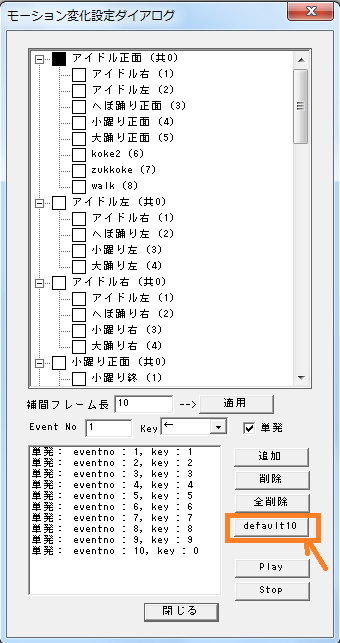 モーション変化設定ダイアログ
アイドル正面 (共0)
アイドル右 (1)
アイドル左 (2)
へぼ踊り正面 (3)
小躍り正面 (4)
大踊り正面 (5)
koke2 (6)
zukkoke (7)
walk (8)
アイドル左 (共0)
アイドル右 (1)
へぼ踊り左 (2)
小躍り左 (3)
大踊り左 (4)
アイドル右 (共0)
アイドル左 (1)
へぼ踊り右 (2)
小躍り右 (3)
大踊り右 (4)
小躍り正面 (共0)
小躍り終 (1)
補間フレーム長 10 --> 適用
Event No 1 Key ← 単発
単発: eventno : 1, key : 1
単発: eventno : 2, key : 2
単発: eventno : 3, key : 3
単発: eventno : 4, key : 4
単発: eventno : 5, key : 5
単発: eventno : 6, key : 6
単発: eventno : 7, key : 7
単発: eventno : 8, key : 8
単発: eventno : 9, key : 9
単発: eventno : 10, key : 0
追加
削除
全削除
default10
Play
Stop
閉じる